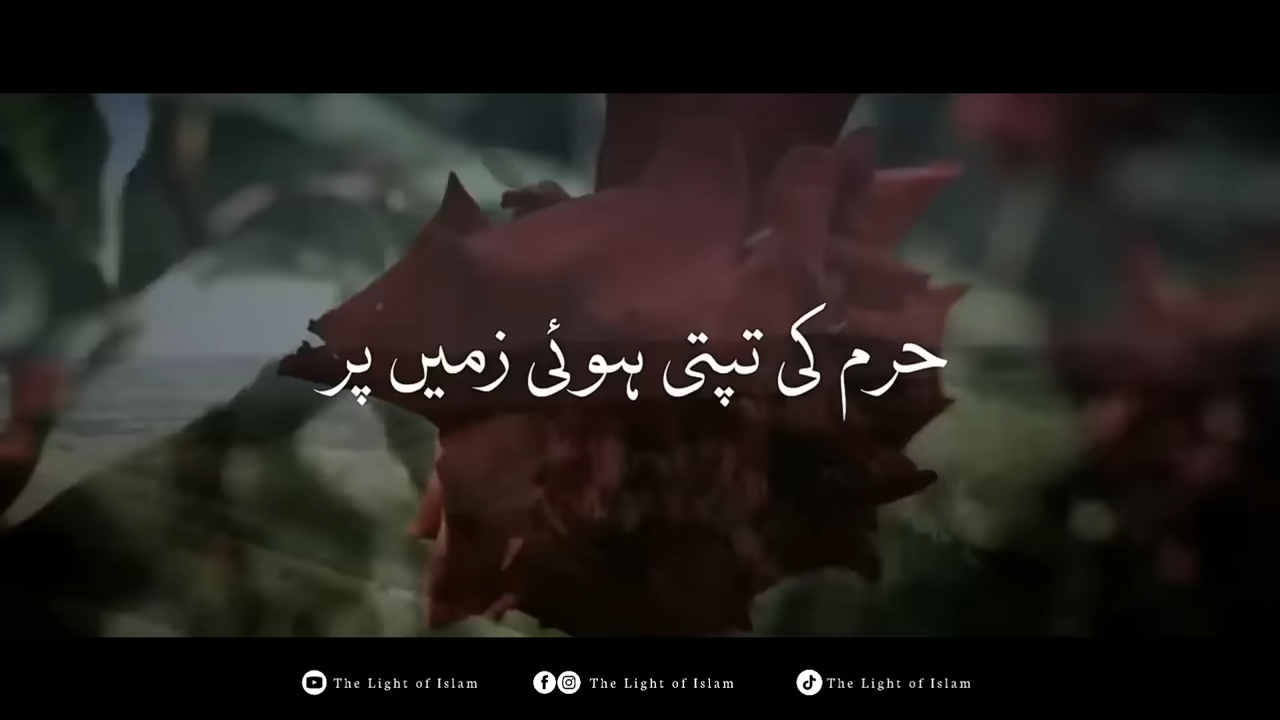 حرم کی تپتی ہوئی زمیں پر
The Light of Islam The Light of Islam The Light of Islam